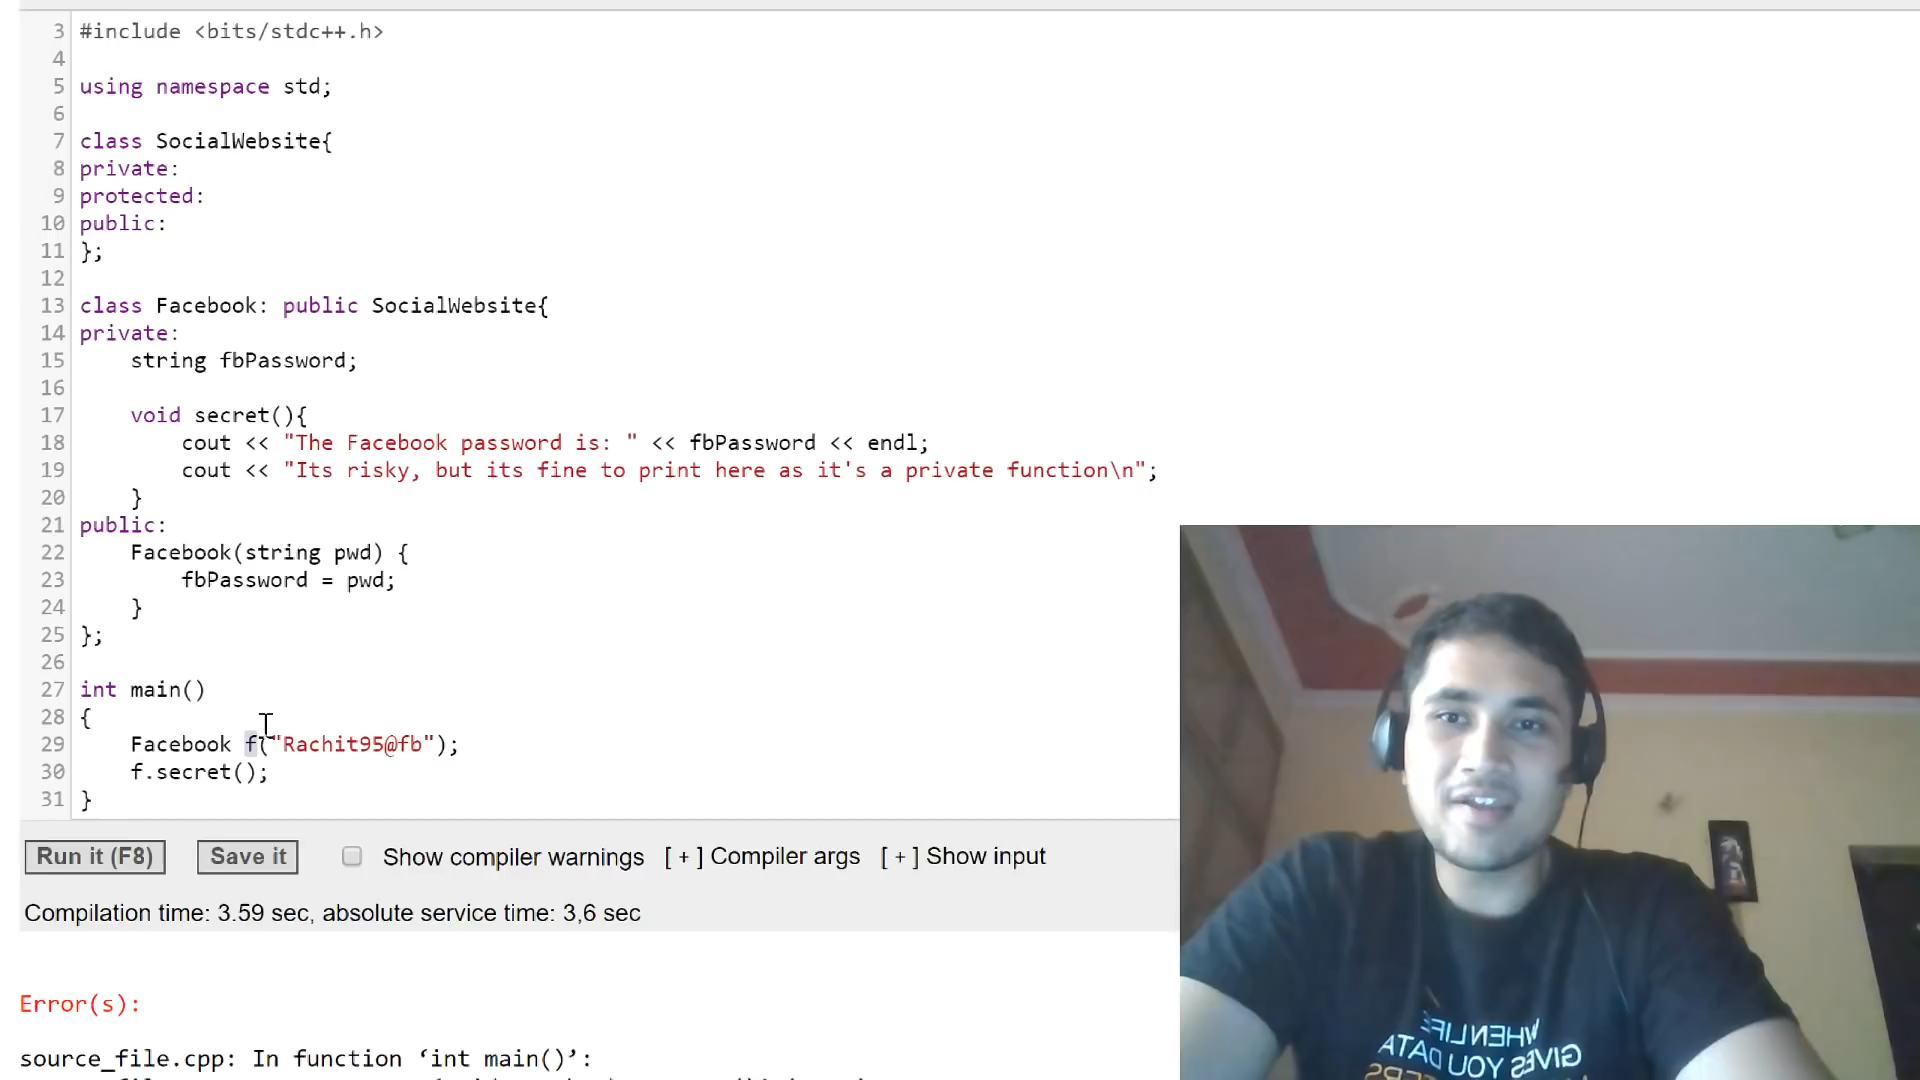 3 #include <bits/stdc++.h>
4
5 using namespace std;
6
7 class SocialWebsite{
8 private:
9 protected:
10 public:
11 };
12
13 class Facebook: public SocialWebsite{
14 private:
15 string fbPassword;
16
17 void secret(){
18 cout << "The Facebook password is: " << fbPassword << endl;
19 cout << "Its risky, but its fine to print here as it's a private function\n";
20 }
21 public:
22 Facebook(string pwd) {
23 fbPassword = pwd;
24 }
25 };
26
27 int main()
28 {
29 Facebook f("Rachit95@fb");
30 f.secret();
31 }
Run it (F8) Save it Show compiler warnings [ + ] Compiler args [ + ] Show input
Compilation time: 3.59 sec, absolute service time: 3,6 sec
Error(s):
source_file.cpp: In function ‘int main()’:
WHEN LIFE
GIVES YOU DATA